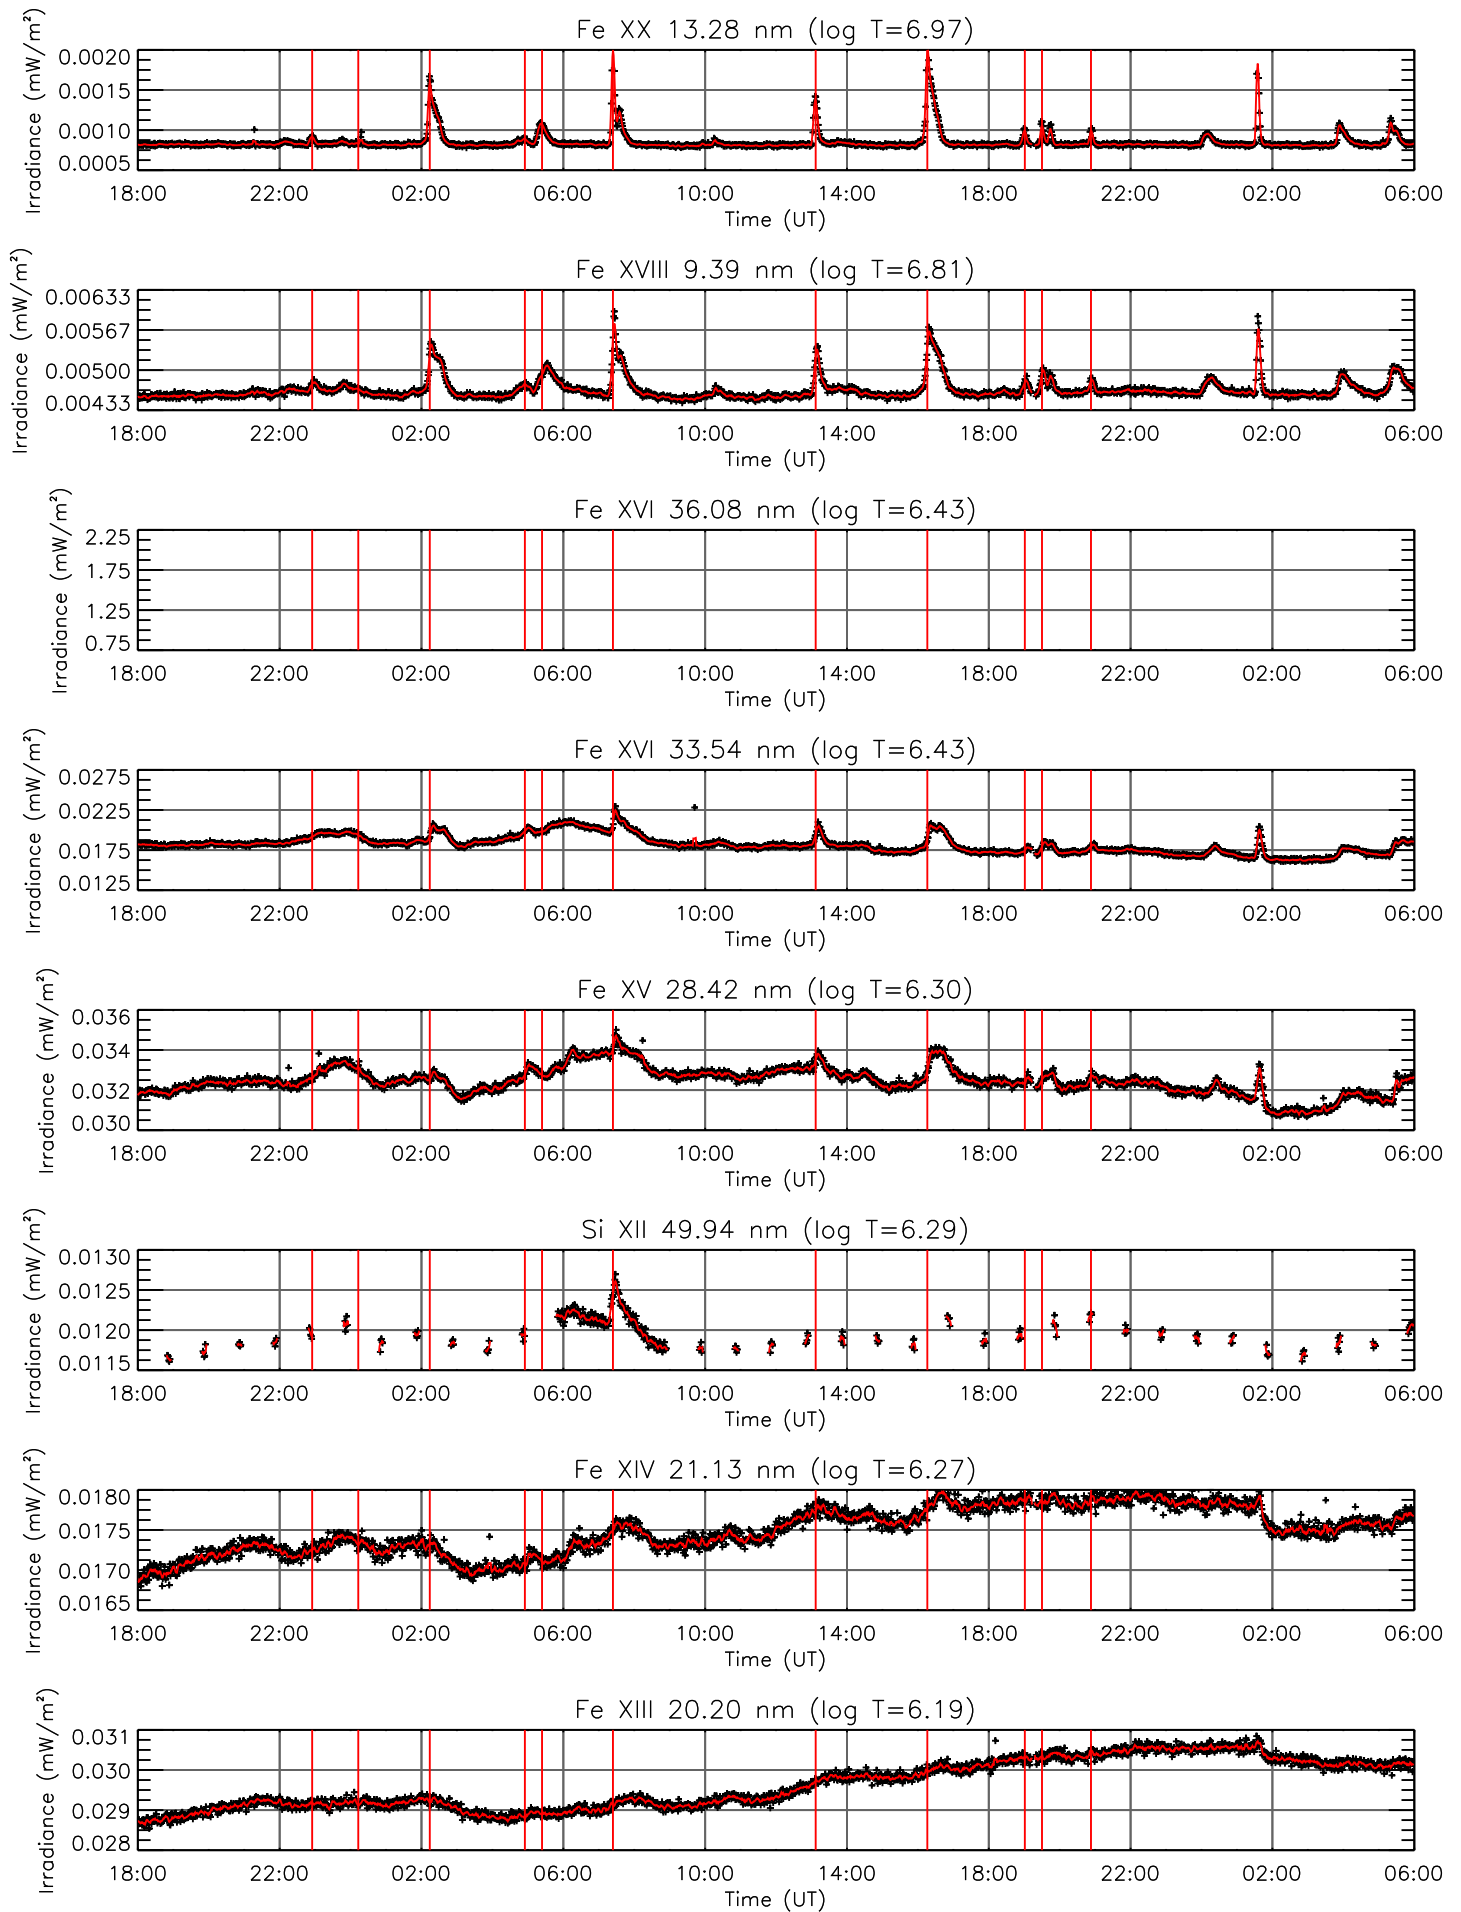 Fe XX 13.28 nm (log T=6.97)
Irradiance (mW/m²)
0.0020
0.0015
0.0010
0.0005
18:00 22:00 02:00 06:00 10:00 14:00 18:00 22:00 02:00 06:00
Time (UT)
Fe XVIII 9.39 nm (log T=6.81)
Irradiance (mW/m²)
0.00633
0.00567
0.00500
0.00433
18:00 22:00 02:00 06:00 10:00 14:00 18:00 22:00 02:00 06:00
Time (UT)
Fe XVI 36.08 nm (log T=6.43)
Irradiance (mW/m²)
2.25
1.75
1.25
0.75
18:00 22:00 02:00 06:00 10:00 14:00 18:00 22:00 02:00 06:00
Time (UT)
Fe XVI 33.54 nm (log T=6.43)
Irradiance (mW/m²)
0.0275
0.0225
0.0175
0.0125
18:00 22:00 02:00 06:00 10:00 14:00 18:00 22:00 02:00 06:00
Time (UT)
Fe XV 28.42 nm (log T=6.30)
Irradiance (mW/m²)
0.036
0.034
0.032
0.030
18:00 22:00 02:00 06:00 10:00 14:00 18:00 22:00 02:00 06:00
Time (UT)
Si XII 49.94 nm (log T=6.29)
Irradiance (mW/m²)
0.0130
0.0125
0.0120
0.0115
18:00 22:00 02:00 06:00 10:00 14:00 18:00 22:00 02:00 06:00
Time (UT)
Fe XIV 21.13 nm (log T=6.27)
Irradiance (mW/m²)
0.0180
0.0175
0.0170
0.0165
18:00 22:00 02:00 06:00 10:00 14:00 18:00 22:00 02:00 06:00
Time (UT)
Fe XIII 20.20 nm (log T=6.19)
Irradiance (mW/m²)
0.031
0.030
0.029
0.028
18:00 22:00 02:00 06:00 10:00 14:00 18:00 22:00 02:00 06:00
Time (UT)